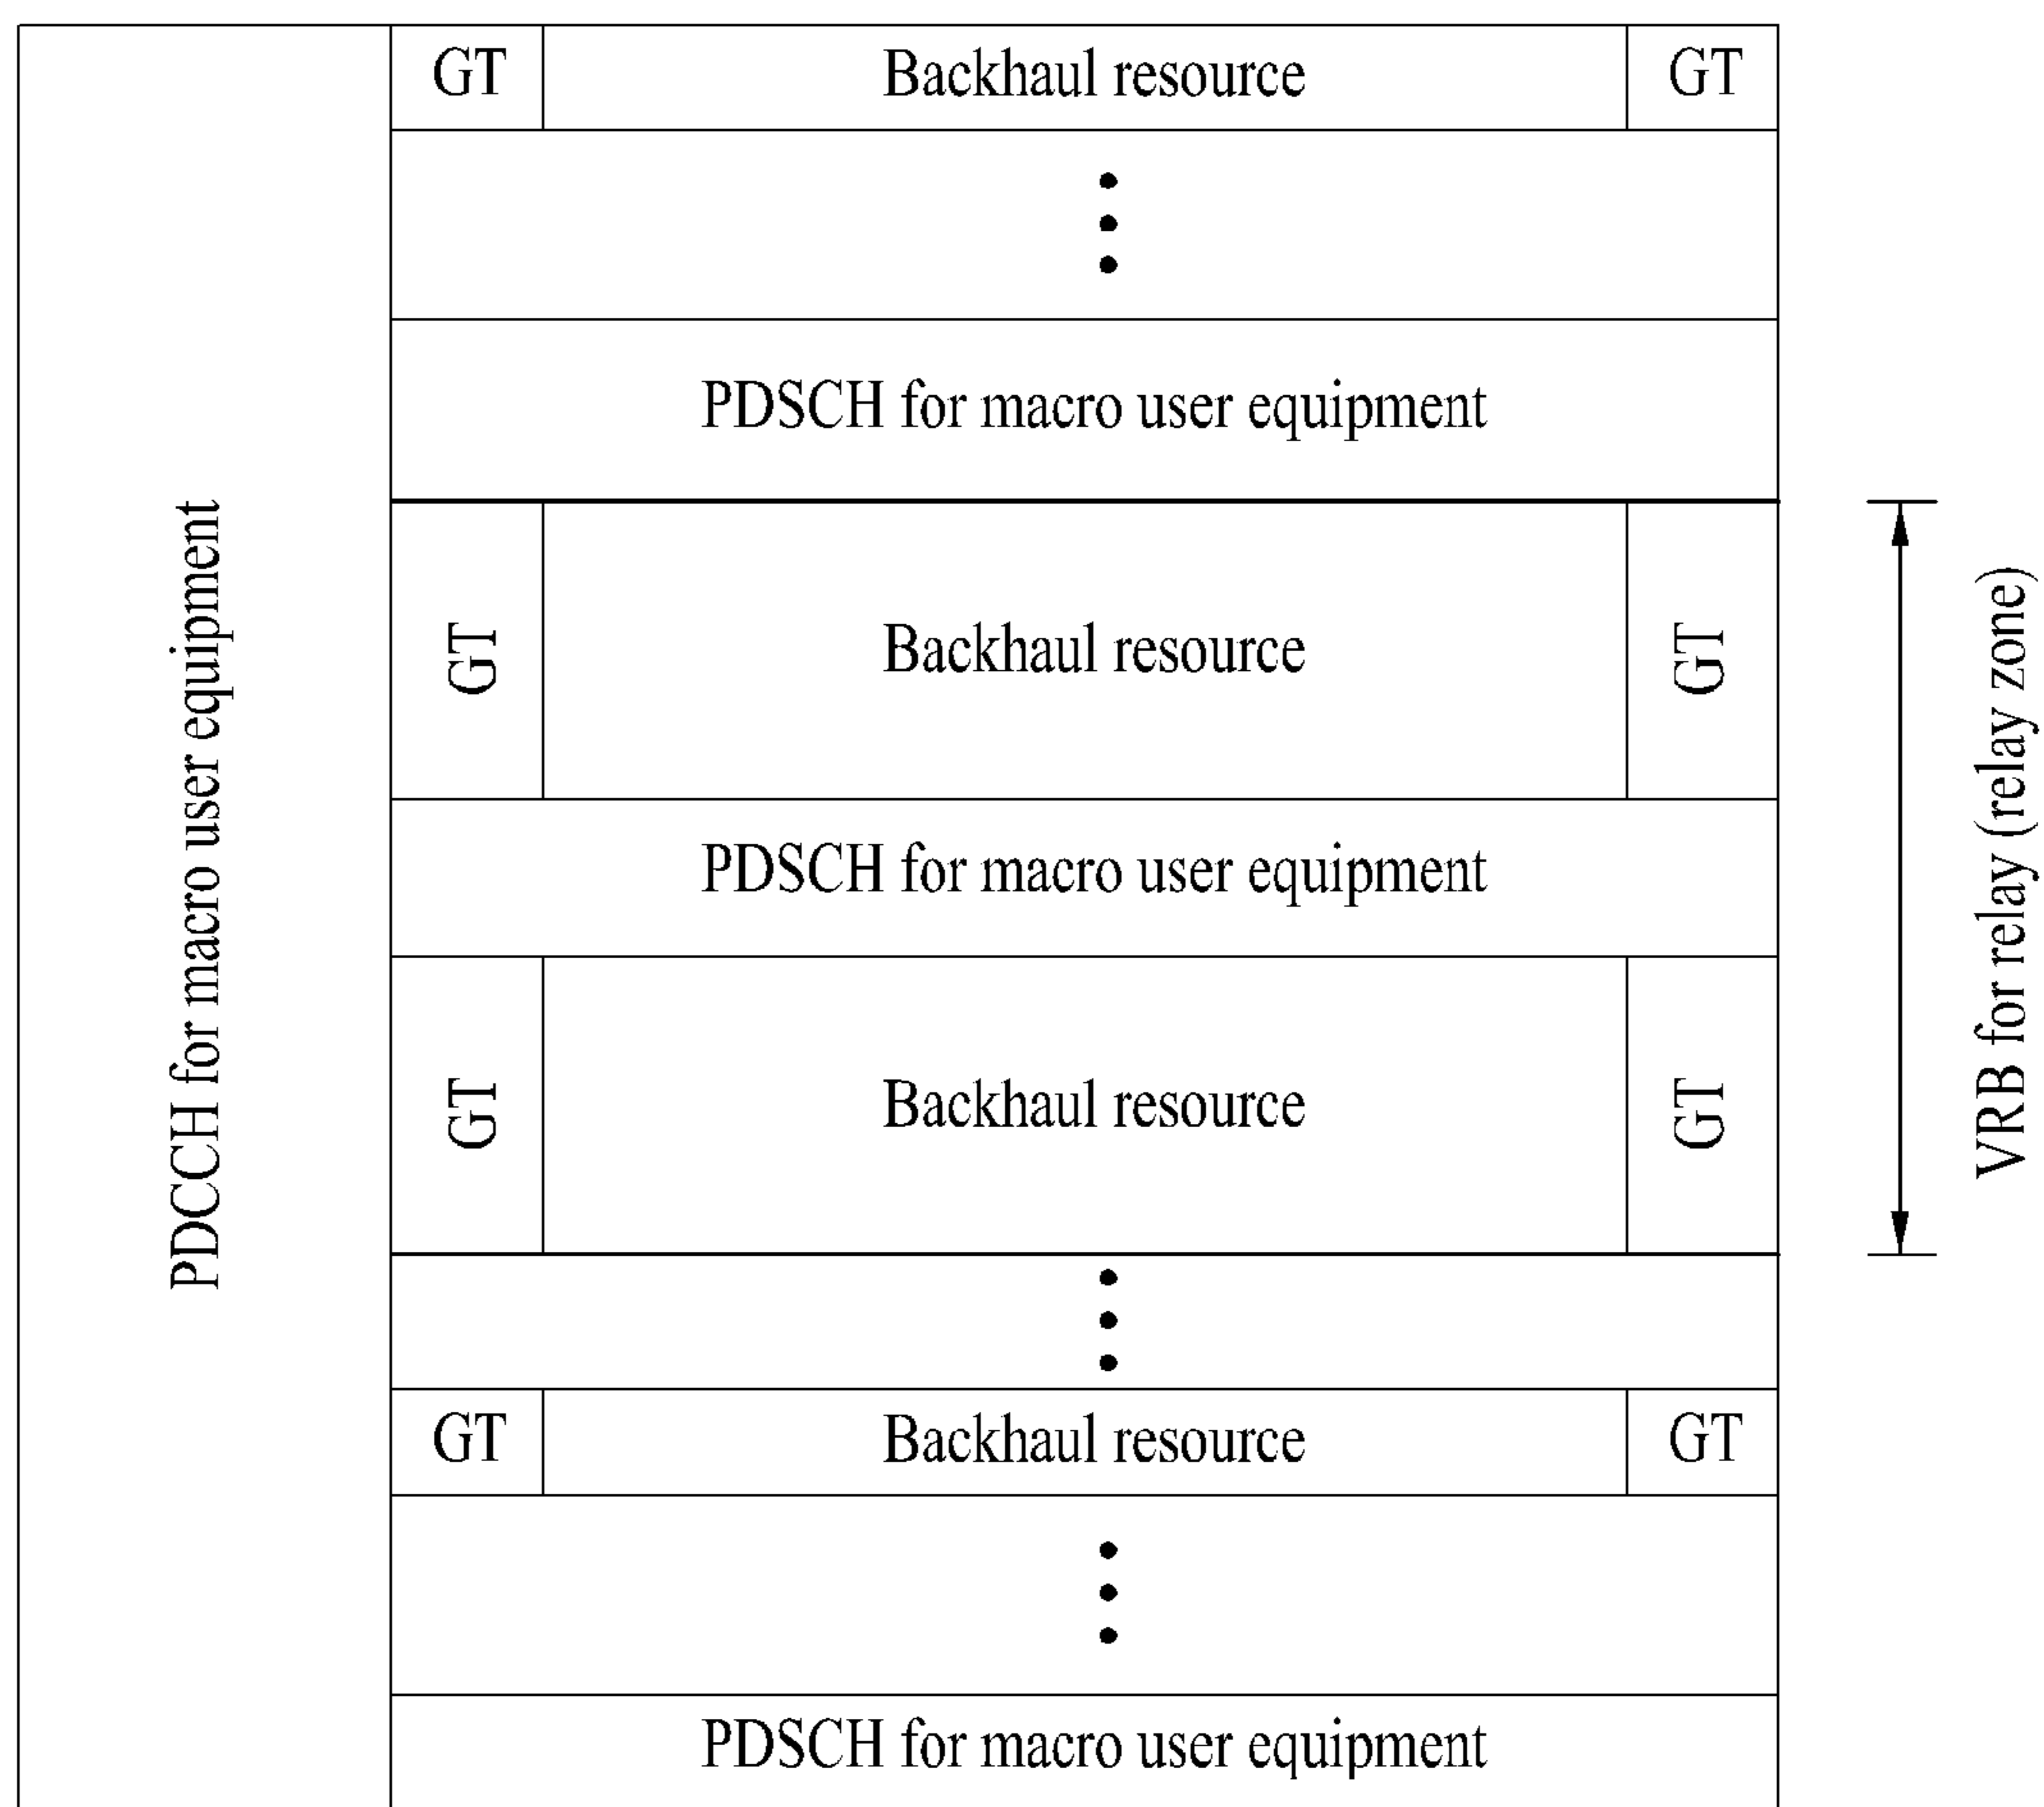 GT Backhaul resource GT
PDSCH for macro user equipment
PDCCH for macro user equipment
GT Backhaul resource GT
VRB for relay (relay zone)
PDSCH for macro user equipment
GT Backhaul resource GT
GT Backhaul resource GT
PDSCH for macro user equipment